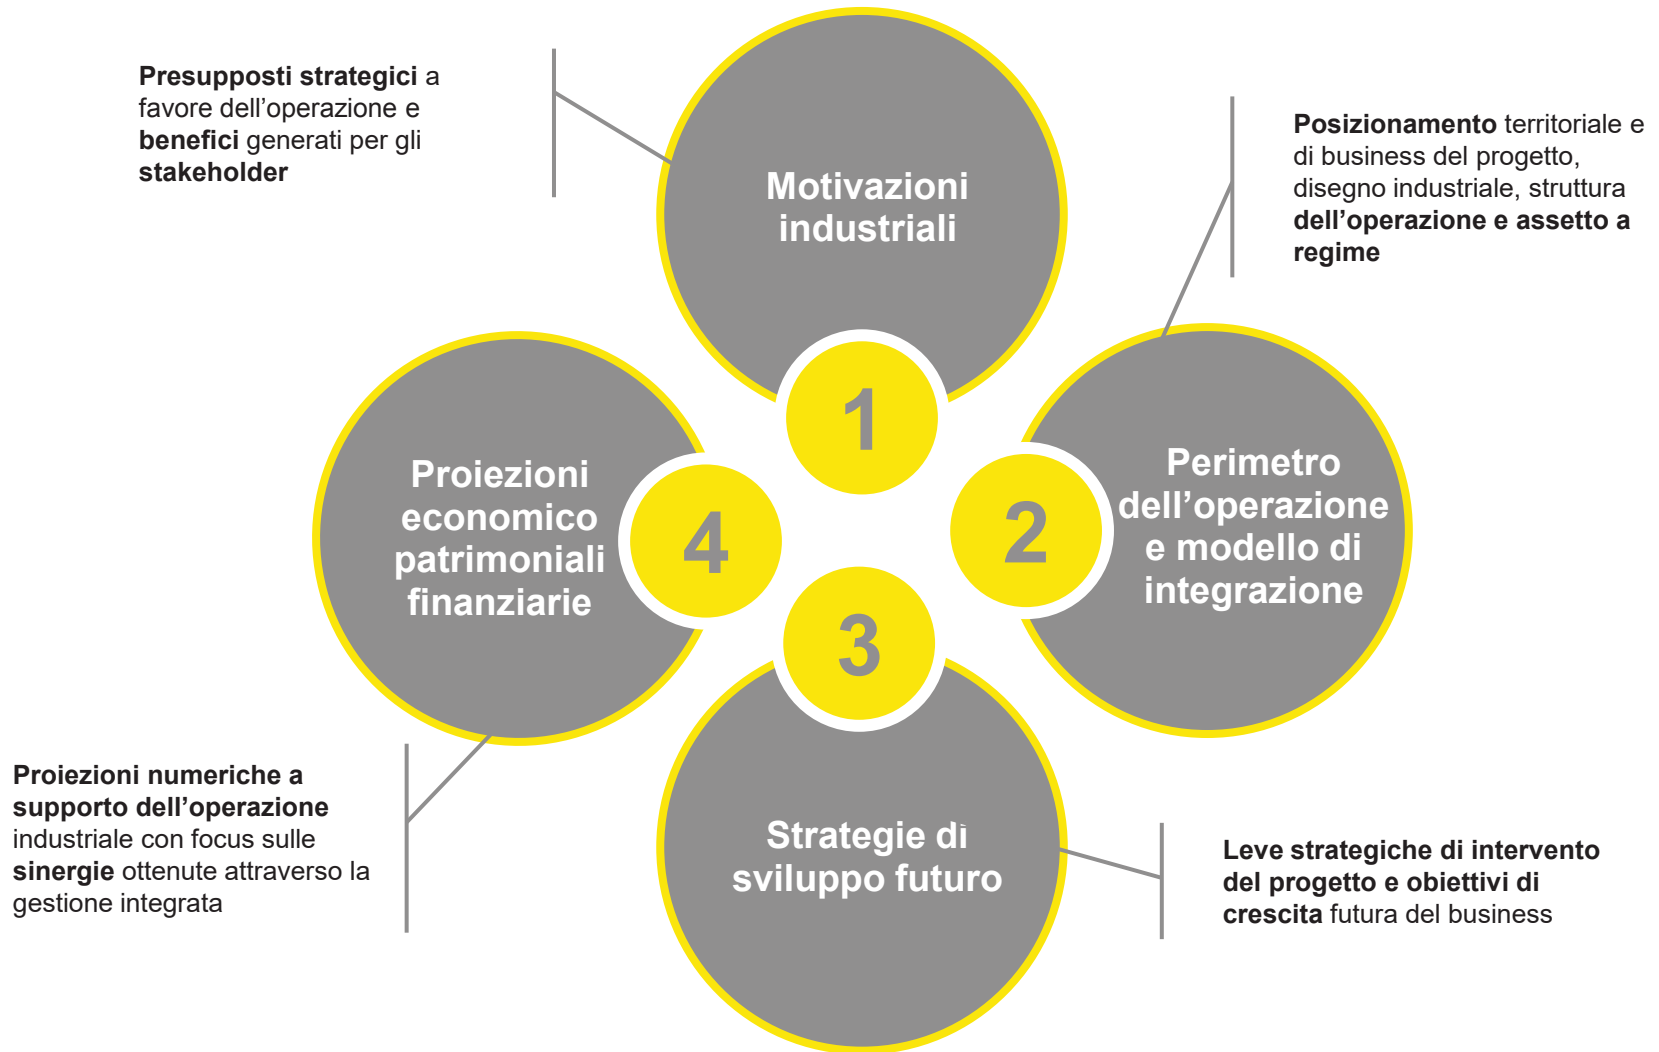 Presupposti strategici a
favore dell’operazione e
benefici generati per gli
stakeholder
Motivazioni
industriali
1
Posizionamento territoriale e
di business del progetto,
disegno industriale, struttura
dell’operazione e assetto a
regime
Perimetro
dell’operazione
e modello di
integrazione
2
Strategie di
sviluppo futuro
3
Leve strategiche di intervento
del progetto e obiettivi di
crescita futura del business
Proiezioni
economico
patrimoniali
finanziarie
4
Proiezioni numeriche a
supporto dell’operazione
industriale con focus sulle
sinergie ottenute attraverso la
gestione integrata